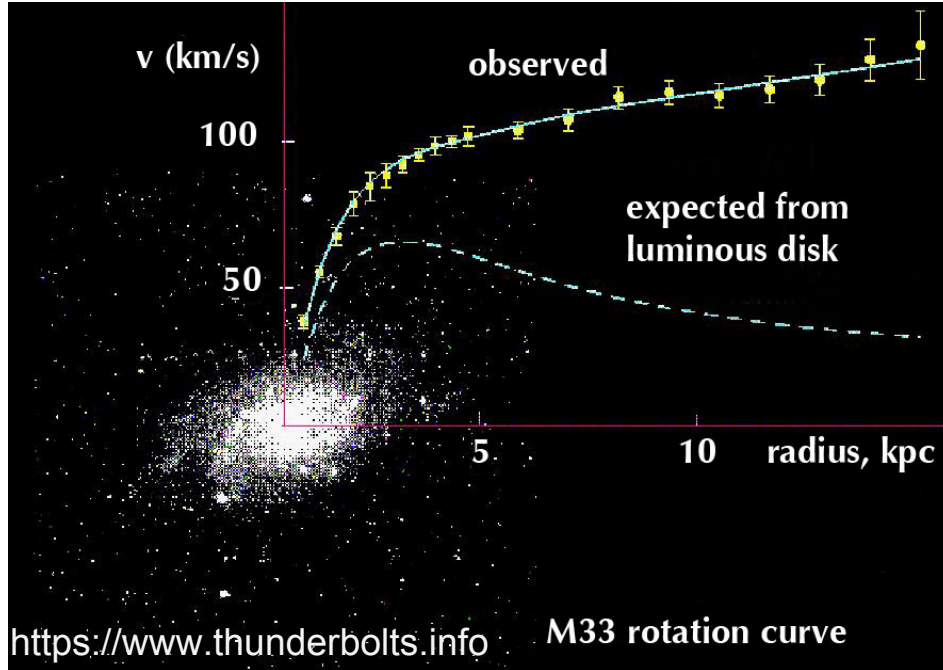 v (km/s)
observed
100
expected from
luminous disk
50
5
10
radius, kpc
https://www.thunderbolts.info
M33 rotation curve